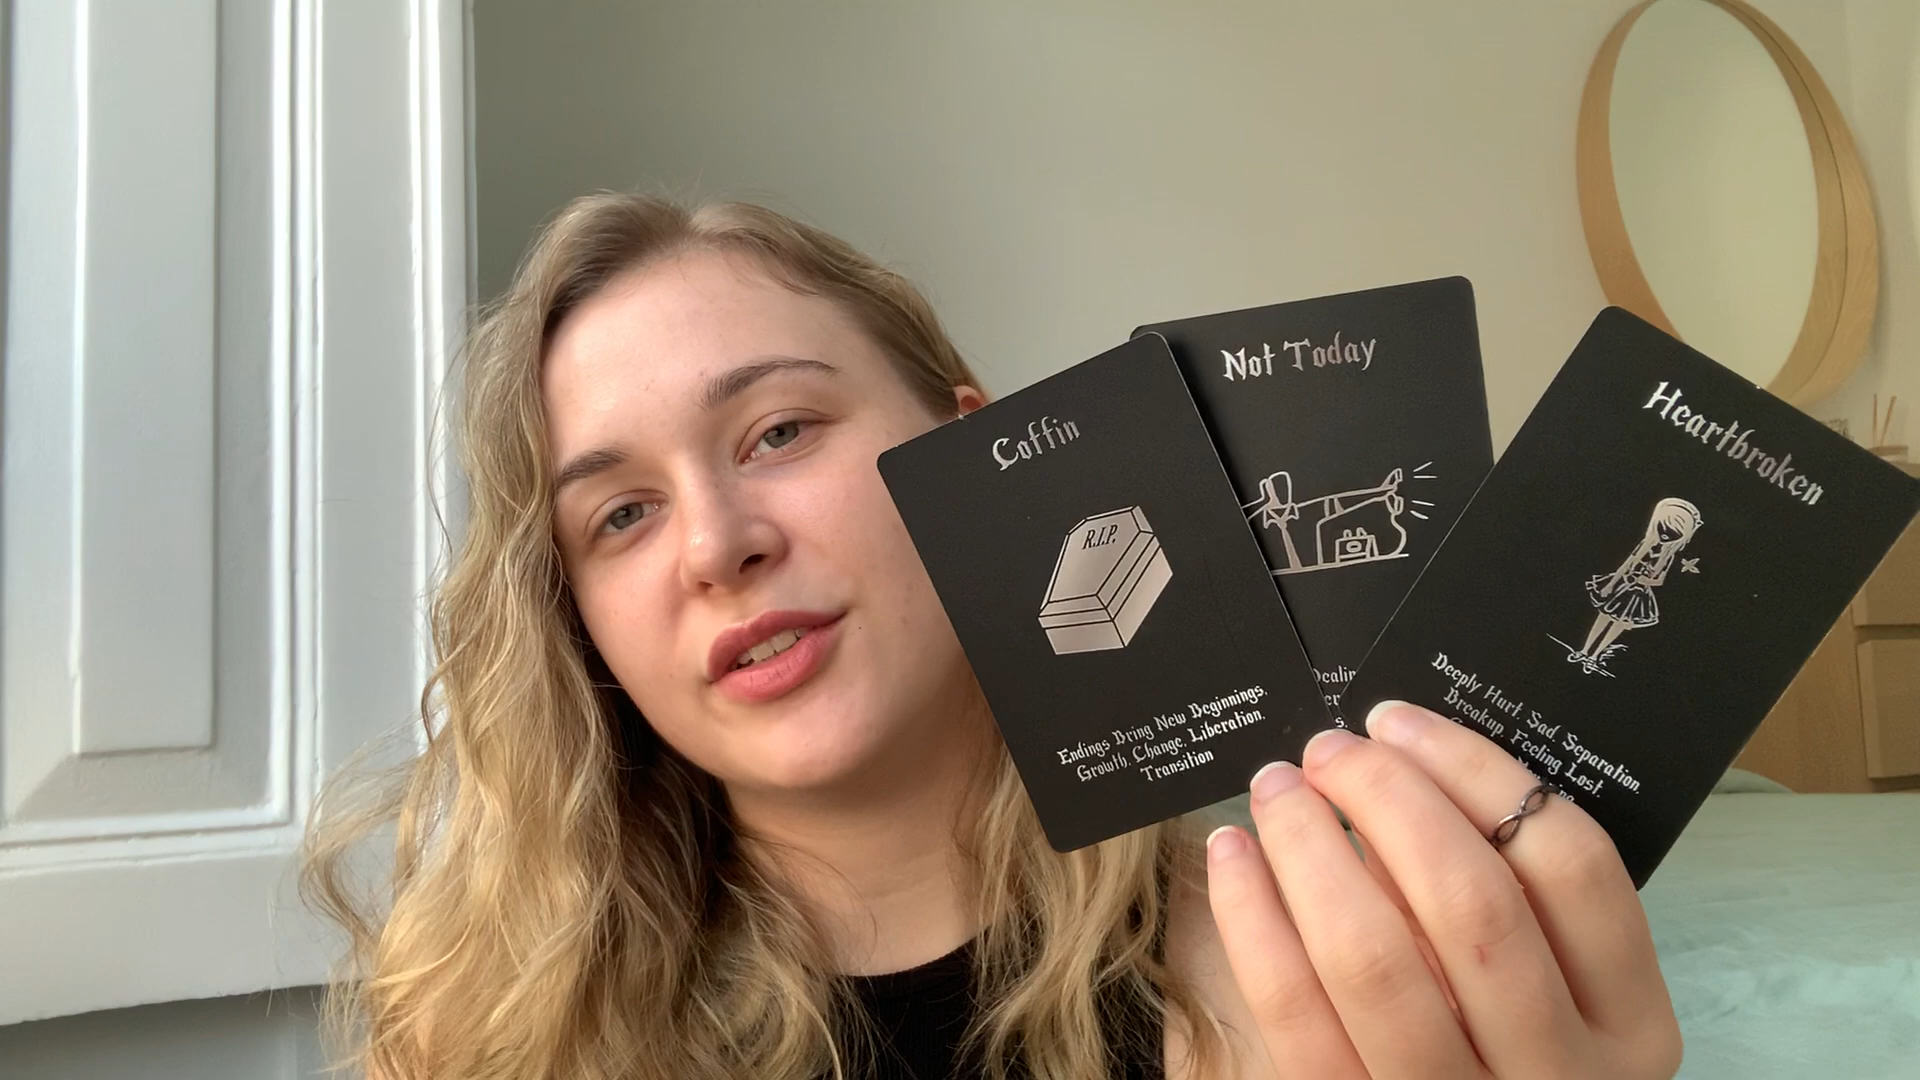 Coffin
R.I.P.
Endings Bring New Beginnings,
Growth, Change, Liberation,
Transition
Not Today
Heartbroken
Deeply Hurt, Sad, Separation,
Breakup, Feeling Lost,